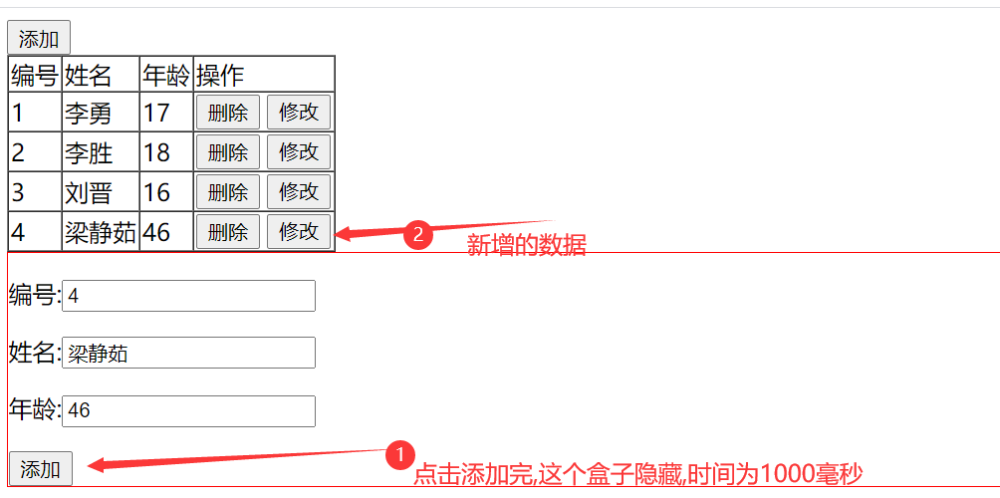 添加
编号 姓名 年龄 操作
1 李勇 17 删除 修改
2 李胜 18 删除 修改
3 刘晋 16 删除 修改
4 梁静茹 46 删除 修改
2 新增的数据
编号: 4
姓名: 梁静茹
年龄: 46
添加
1 点击添加完,这个盒子隐藏,时间为1000毫秒